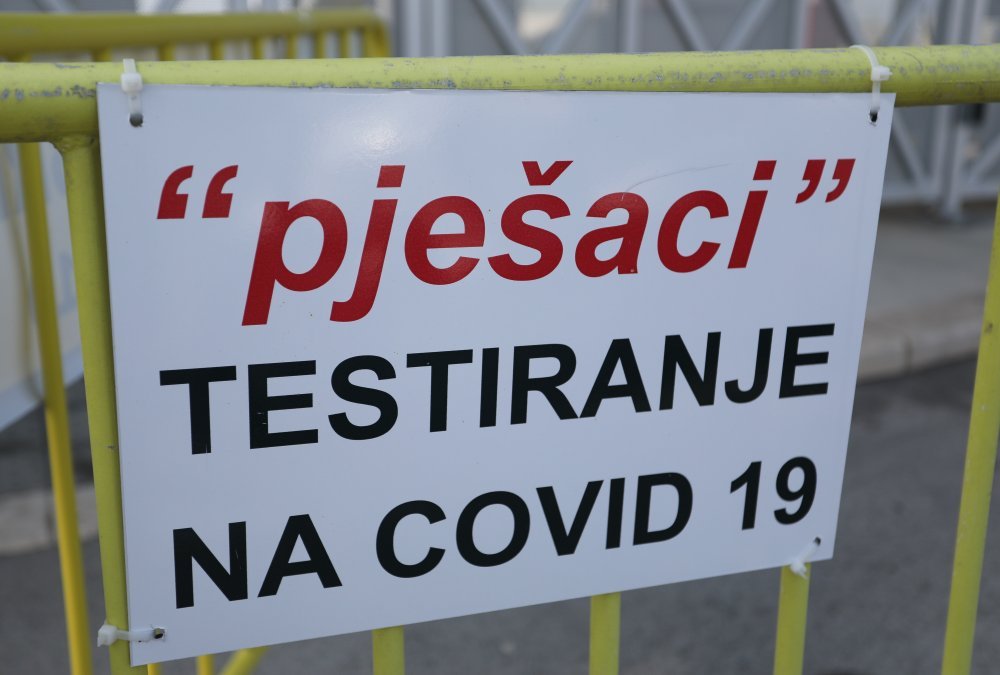 “pješaci”
TESTIRANJE
NA COVID 19